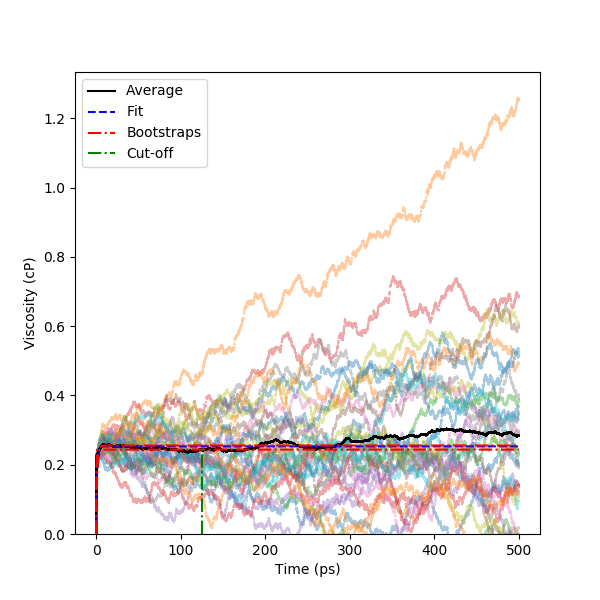 Average
Fit
Bootstraps
Cut-off
1.2
1.0
0.8
0.6
0.4
0.2
0.0
Viscosity (cP)
0 100 200 300 400 500
Time (ps)